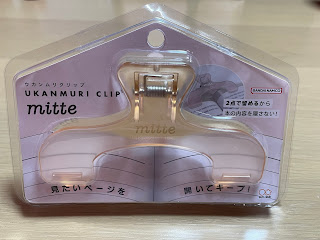 ウカンムリクリップ
UKANMURI CLIP
mitte
BANDAI NAMCO
2点で留めるから
本の内容を隠さない!
mitte
見たいページを
開いてキープ!